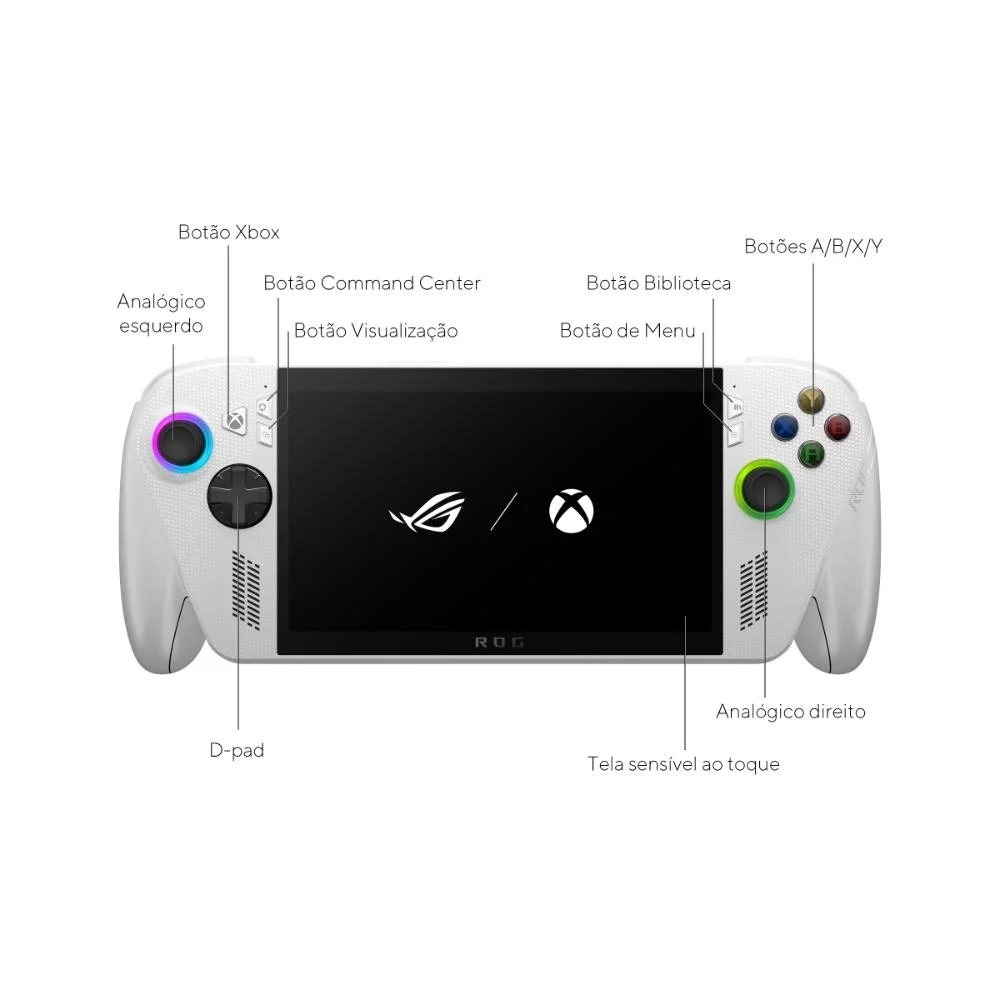 Botão Xbox
Botões A/B/X/Y
Botão Command Center
Botão Biblioteca
Analógico
esquerdo
Botão Visualização
Botão de Menu
Y
X
B
A
ROG
ROG
Analógico direito
D-pad
Tela sensível ao toque